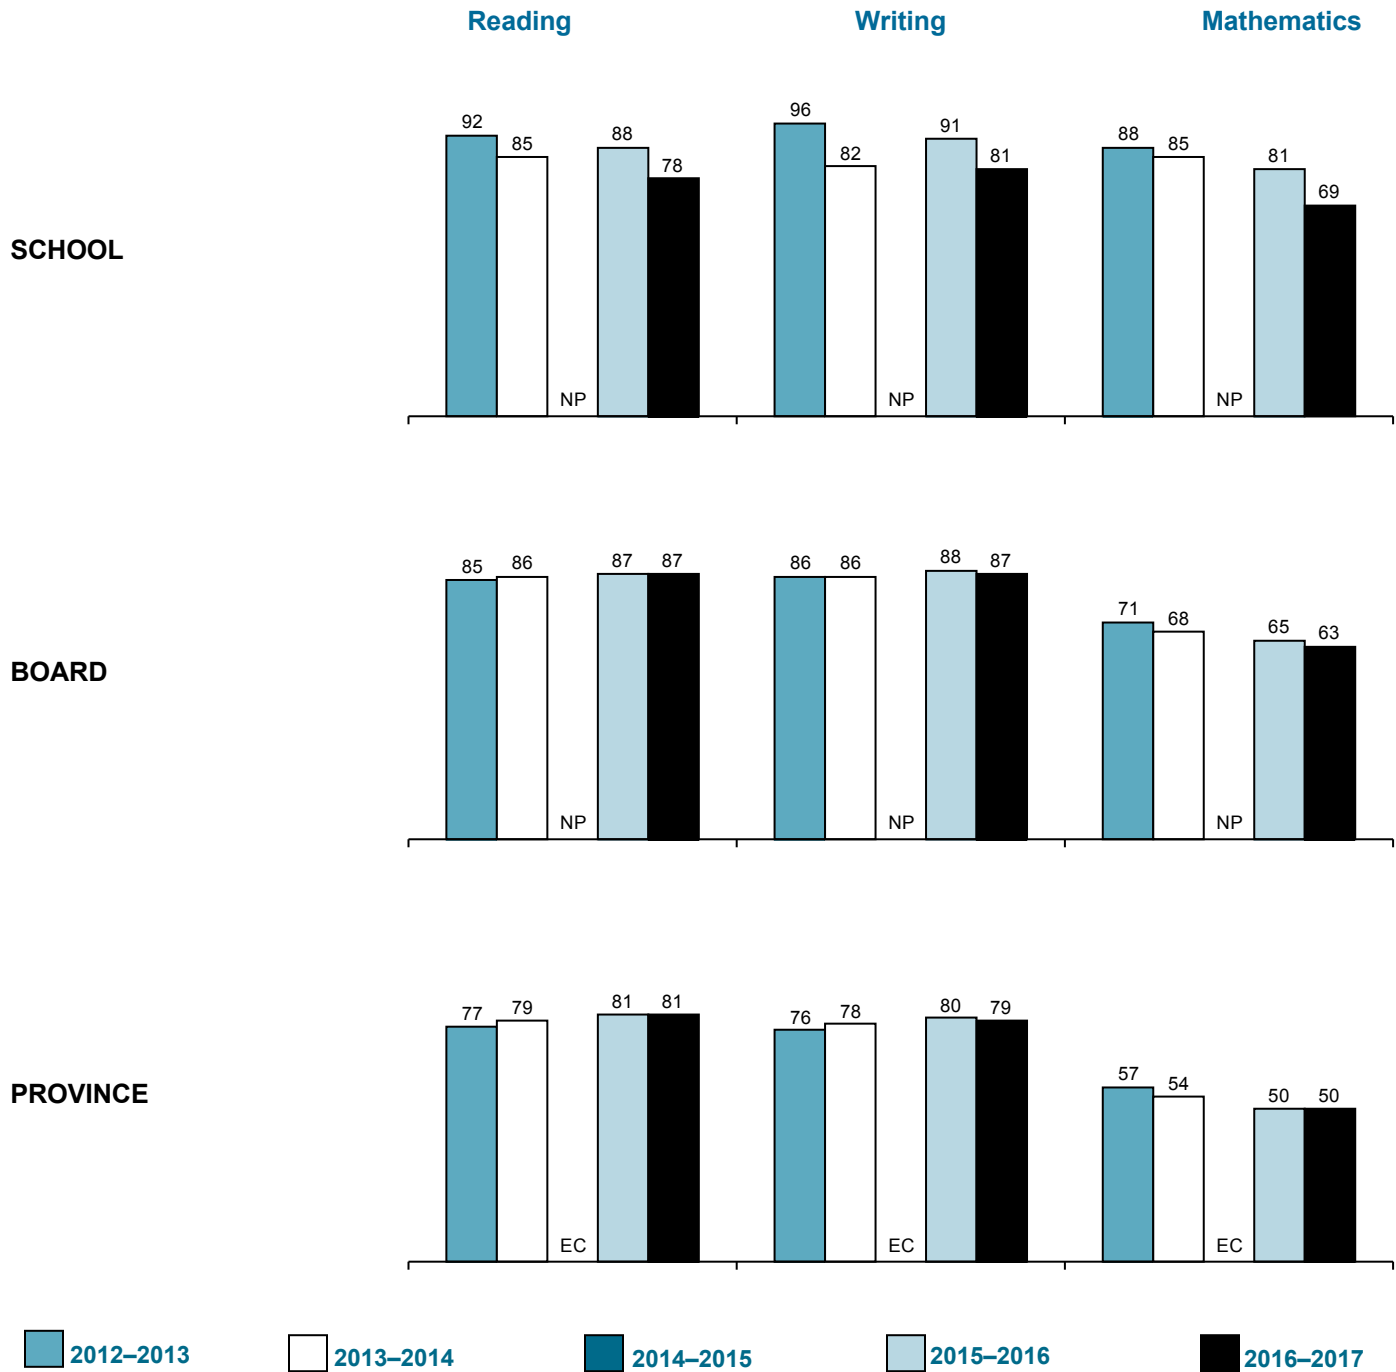 Reading Writing Mathematics
SCHOOL
92 85 NP 88 78
96 82 NP 91 81
88 85 NP 81 69
BOARD
85 86 NP 87 87
86 86 NP 88 87
71 68 NP 65 63
PROVINCE
77 79 EC 81 81
76 78 EC 80 79
57 54 EC 50 50
2012–2013 2013–2014 2014–2015 2015–2016 2016–2017